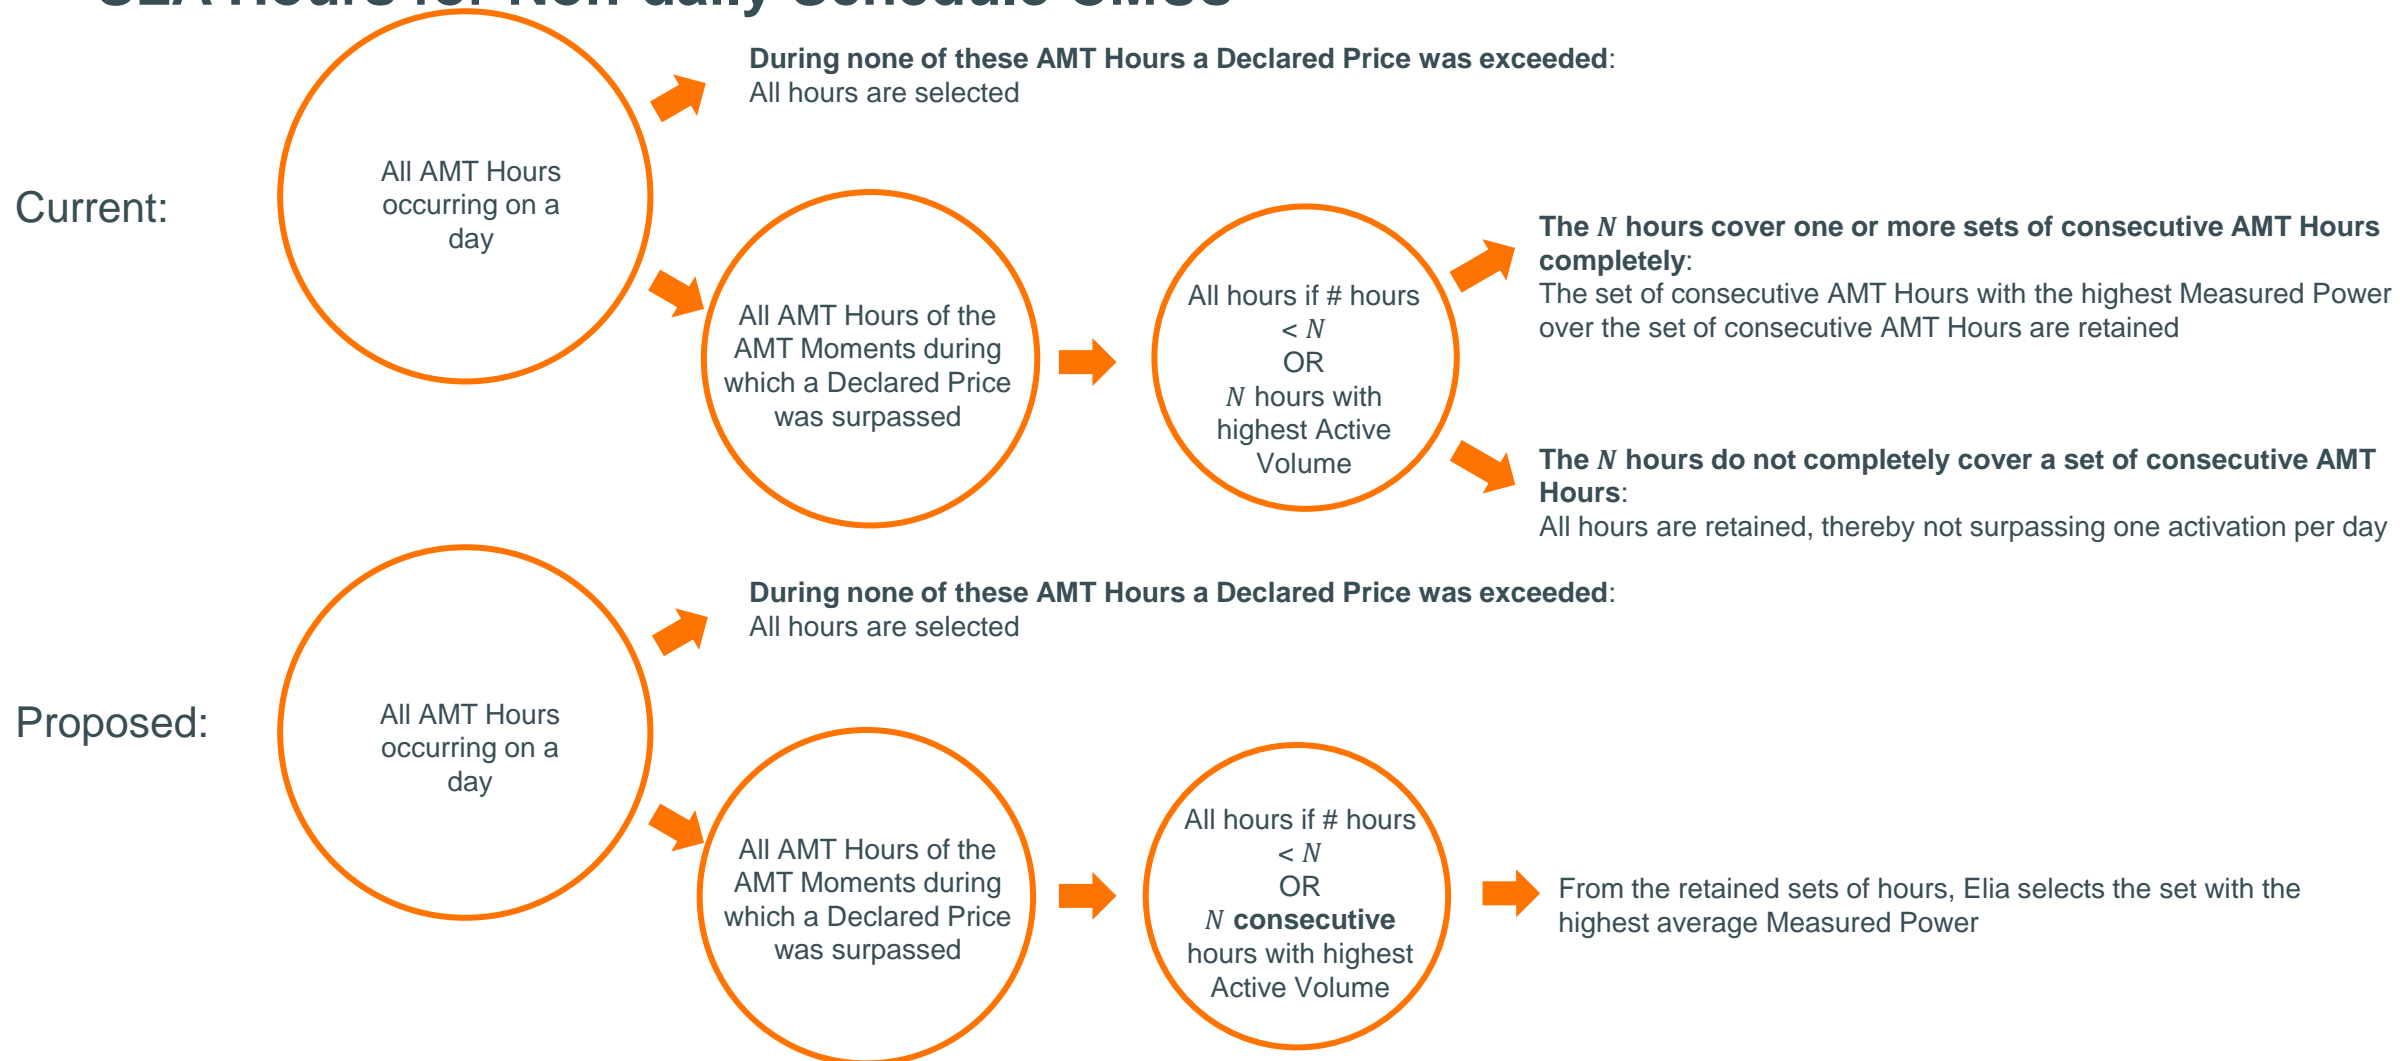 SLA Hours for Non-daily Schedule CMUs
During none of these AMT Hours a Declared Price was exceeded:
All hours are selected
Current:
All AMT Hours
occurring on a
day
All AMT Hours of the
AMT Moments during
which a Declared Price
was surpassed
All hours if # hours
< N
OR
N hours with
highest Active
Volume
The N hours cover one or more sets of consecutive AMT Hours
completely:
The set of consecutive AMT Hours with the highest Measured Power
over the set of consecutive AMT Hours are retained
The N hours do not completely cover a set of consecutive AMT
Hours:
All hours are retained, thereby not surpassing one activation per day
During none of these AMT Hours a Declared Price was exceeded:
All hours are selected
Proposed:
All AMT Hours
occurring on a
day
All AMT Hours of the
AMT Moments during
which a Declared Price
was surpassed
All hours if # hours
< N
OR
N consecutive
hours with highest
Active Volume
From the retained sets of hours, Elia selects the set with the
highest average Measured Power